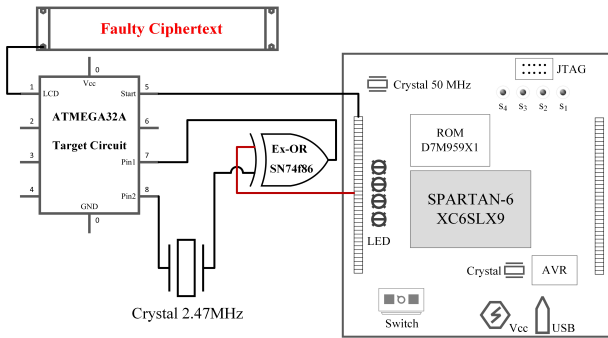 Faulty Ciphertext
0
Vcc
1 LCD Start 5
ATMEGA32A
2 6
Target Circuit
3 Pin1 7
4 Pin2 8
GND
0
Ex-OR
SN74f86
Crystal 2.47MHz
JTAG
Crystal 50 MHz
S4 S3 S2 S1
ROM
D7M959X1
SPARTAN-6
XC6SLX9
LED
Crystal
AVR
Switch
Vcc
USB